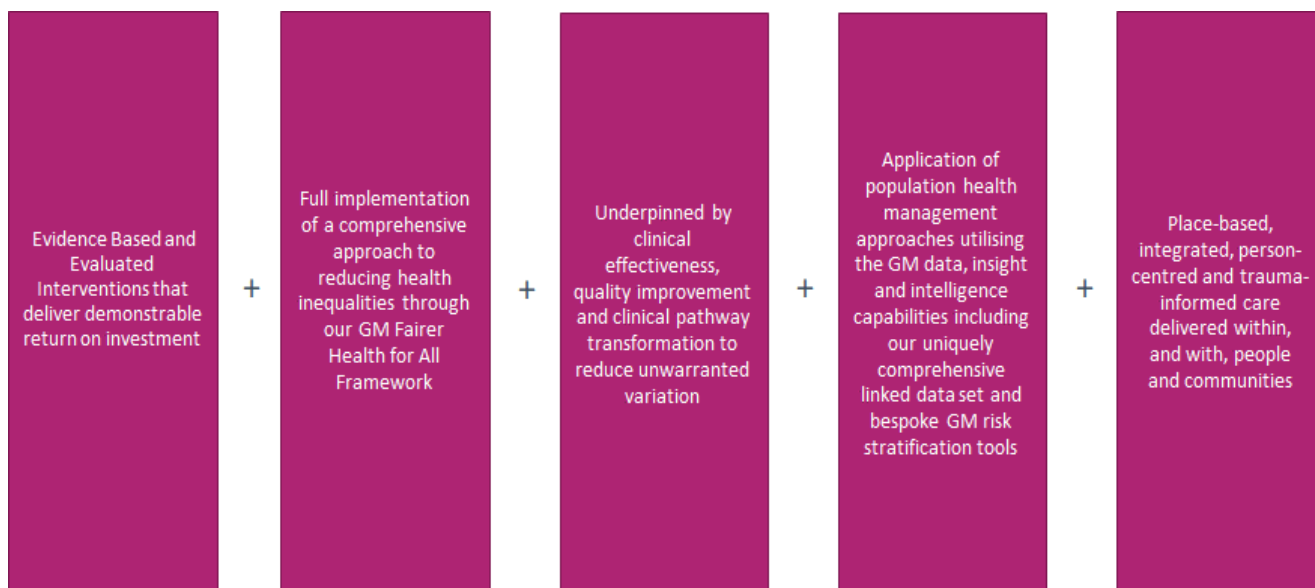 Evidence Based and
Evaluated
Interventions that
deliver demonstrable
return on investment
+
Full implementation
of a comprehensive
approach to
reducing health
inequalities through
our GM Fairer
Health for All
Framework
+
Underpinned by
clinical
effectiveness,
quality improvement
and clinical pathway
transformation to
reduce unwarranted
variation
+
Application of
population health
management
approaches utilising
the GM data, insight
and intelligence
capabilities including
our uniquely
comprehensive
linked data set and
bespoke GM risk
stratification tools
+
Place-based,
integrated, person-
centred and trauma-
informed care
delivered within,
and with, people
and communities